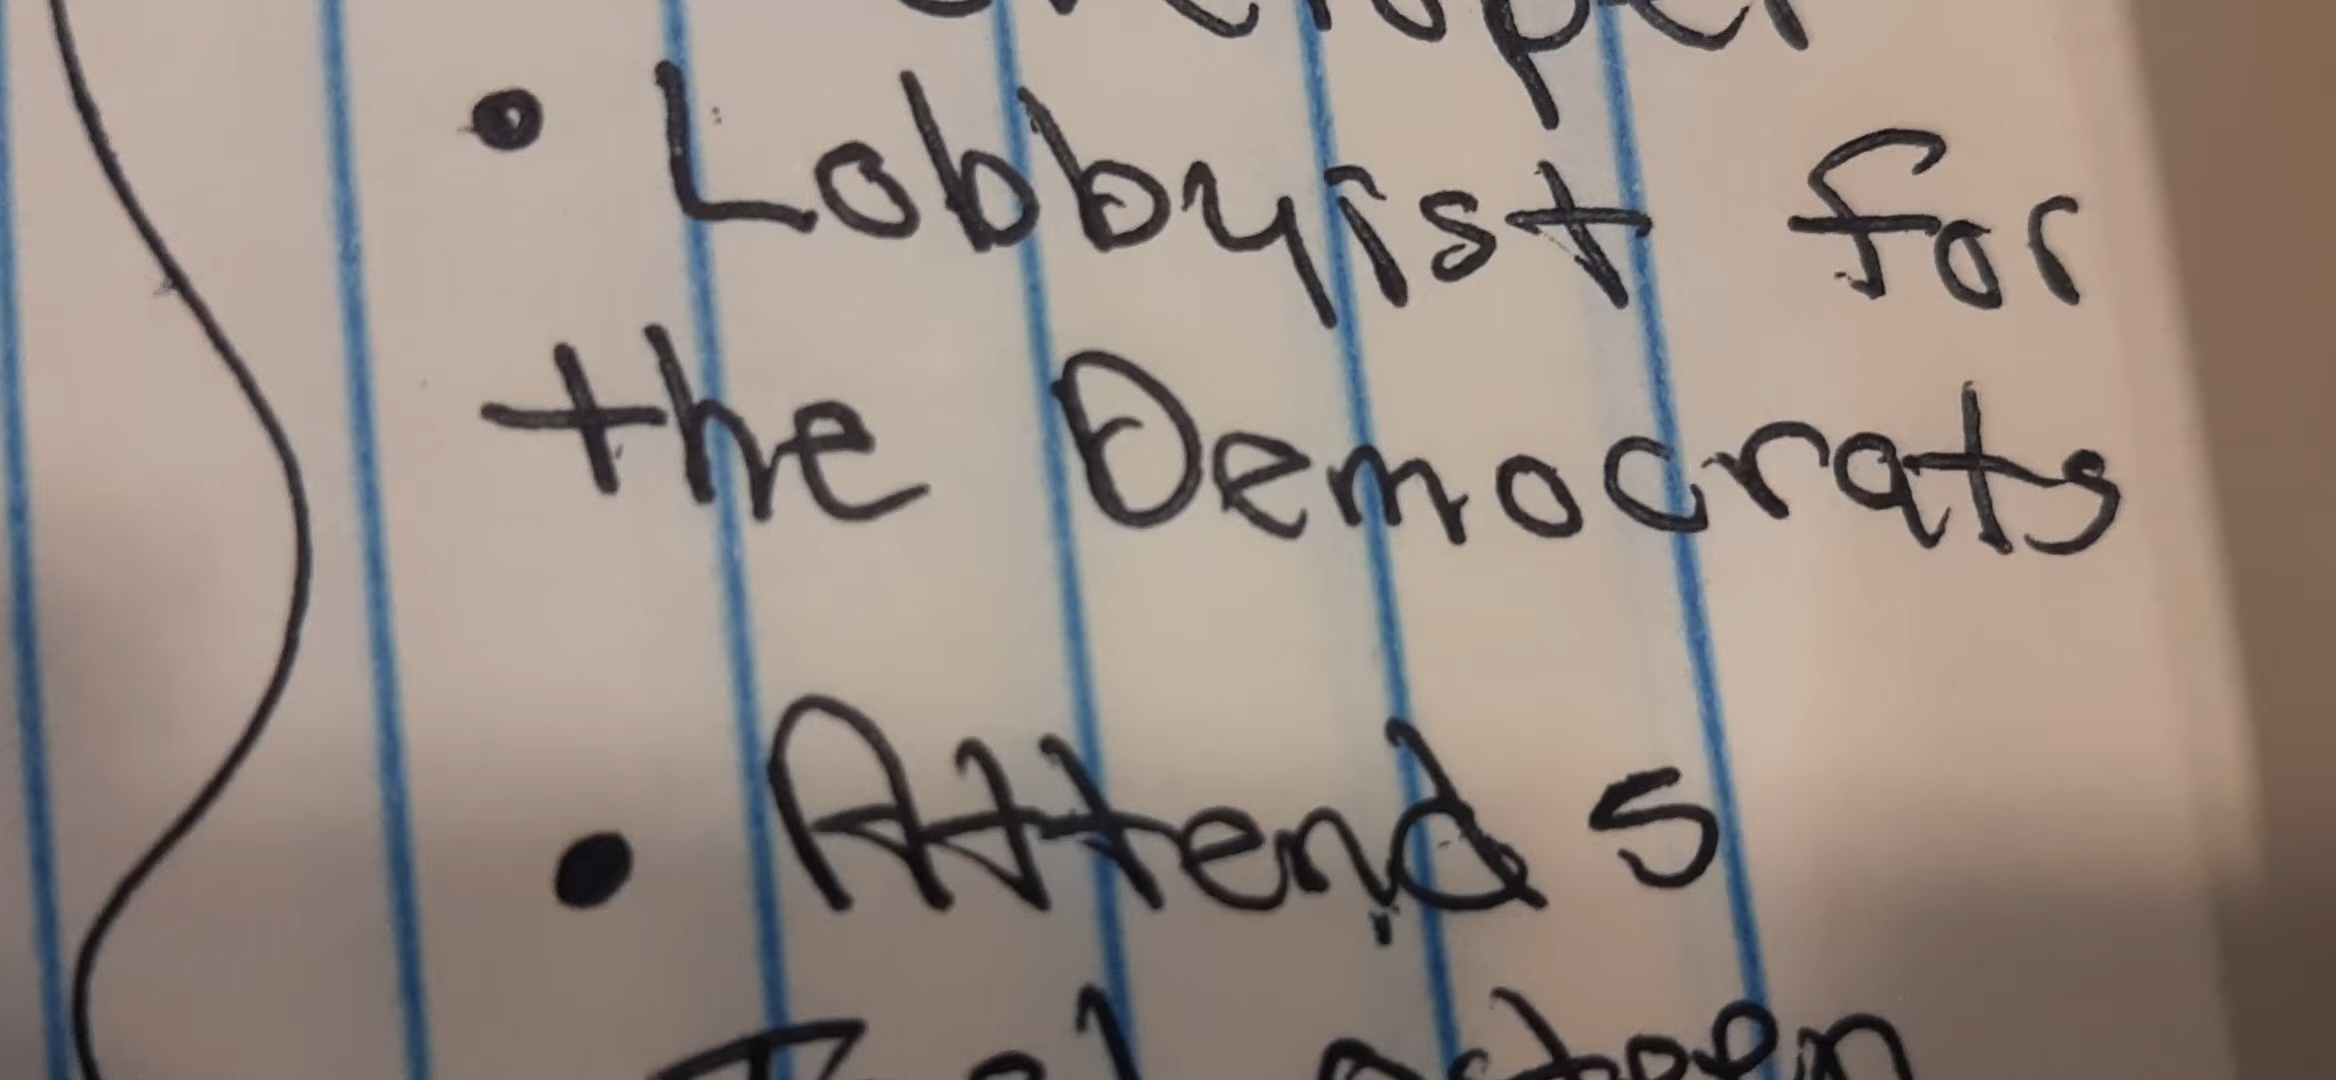 • Lobbyist for
the Democrats
• Attends